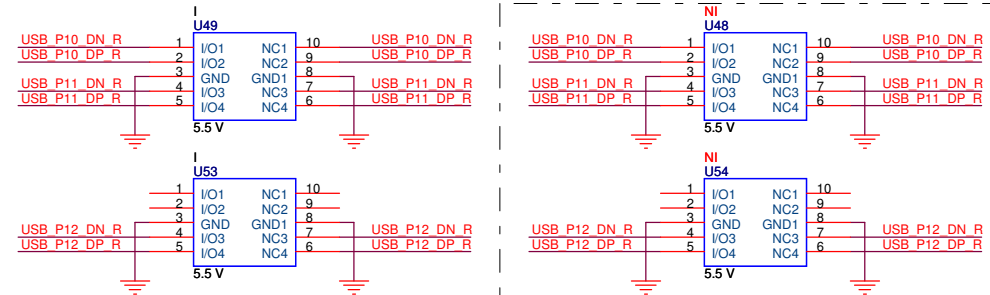 I
U49
USB_P10_DN_R 1 I/O1 NC1 10 USB_P10_DN_R
USB_P10_DP_R 2 I/O2 NC2 9 USB_P10_DP_R
3 GND GND1 8
USB_P11_DN_R 4 I/O3 NC3 7 USB_P11_DN_R
USB_P11_DP_R 5 I/O4 NC4 6 USB_P11_DP_R
5.5 V
NI
U48
USB_P10_DN_R 1 I/O1 NC1 10 USB_P10_DN_R
USB_P10_DP_R 2 I/O2 NC2 9 USB_P10_DP_R
3 GND GND1 8
USB_P11_DN_R 4 I/O3 NC3 7 USB_P11_DN_R
USB_P11_DP_R 5 I/O4 NC4 6 USB_P11_DP_R
5.5 V
I
U53
1 I/O1 NC1 10
2 I/O2 NC2 9
3 GND GND1 8
USB_P12_DN_R 4 I/O3 NC3 7 USB_P12_DN_R
USB_P12_DP_R 5 I/O4 NC4 6 USB_P12_DP_R
5.5 V
NI
U54
1 I/O1 NC1 10
2 I/O2 NC2 9
3 GND GND1 8
USB_P12_DN_R 4 I/O3 NC3 7 USB_P12_DN_R
USB_P12_DP_R 5 I/O4 NC4 6 USB_P12_DP_R
5.5 V